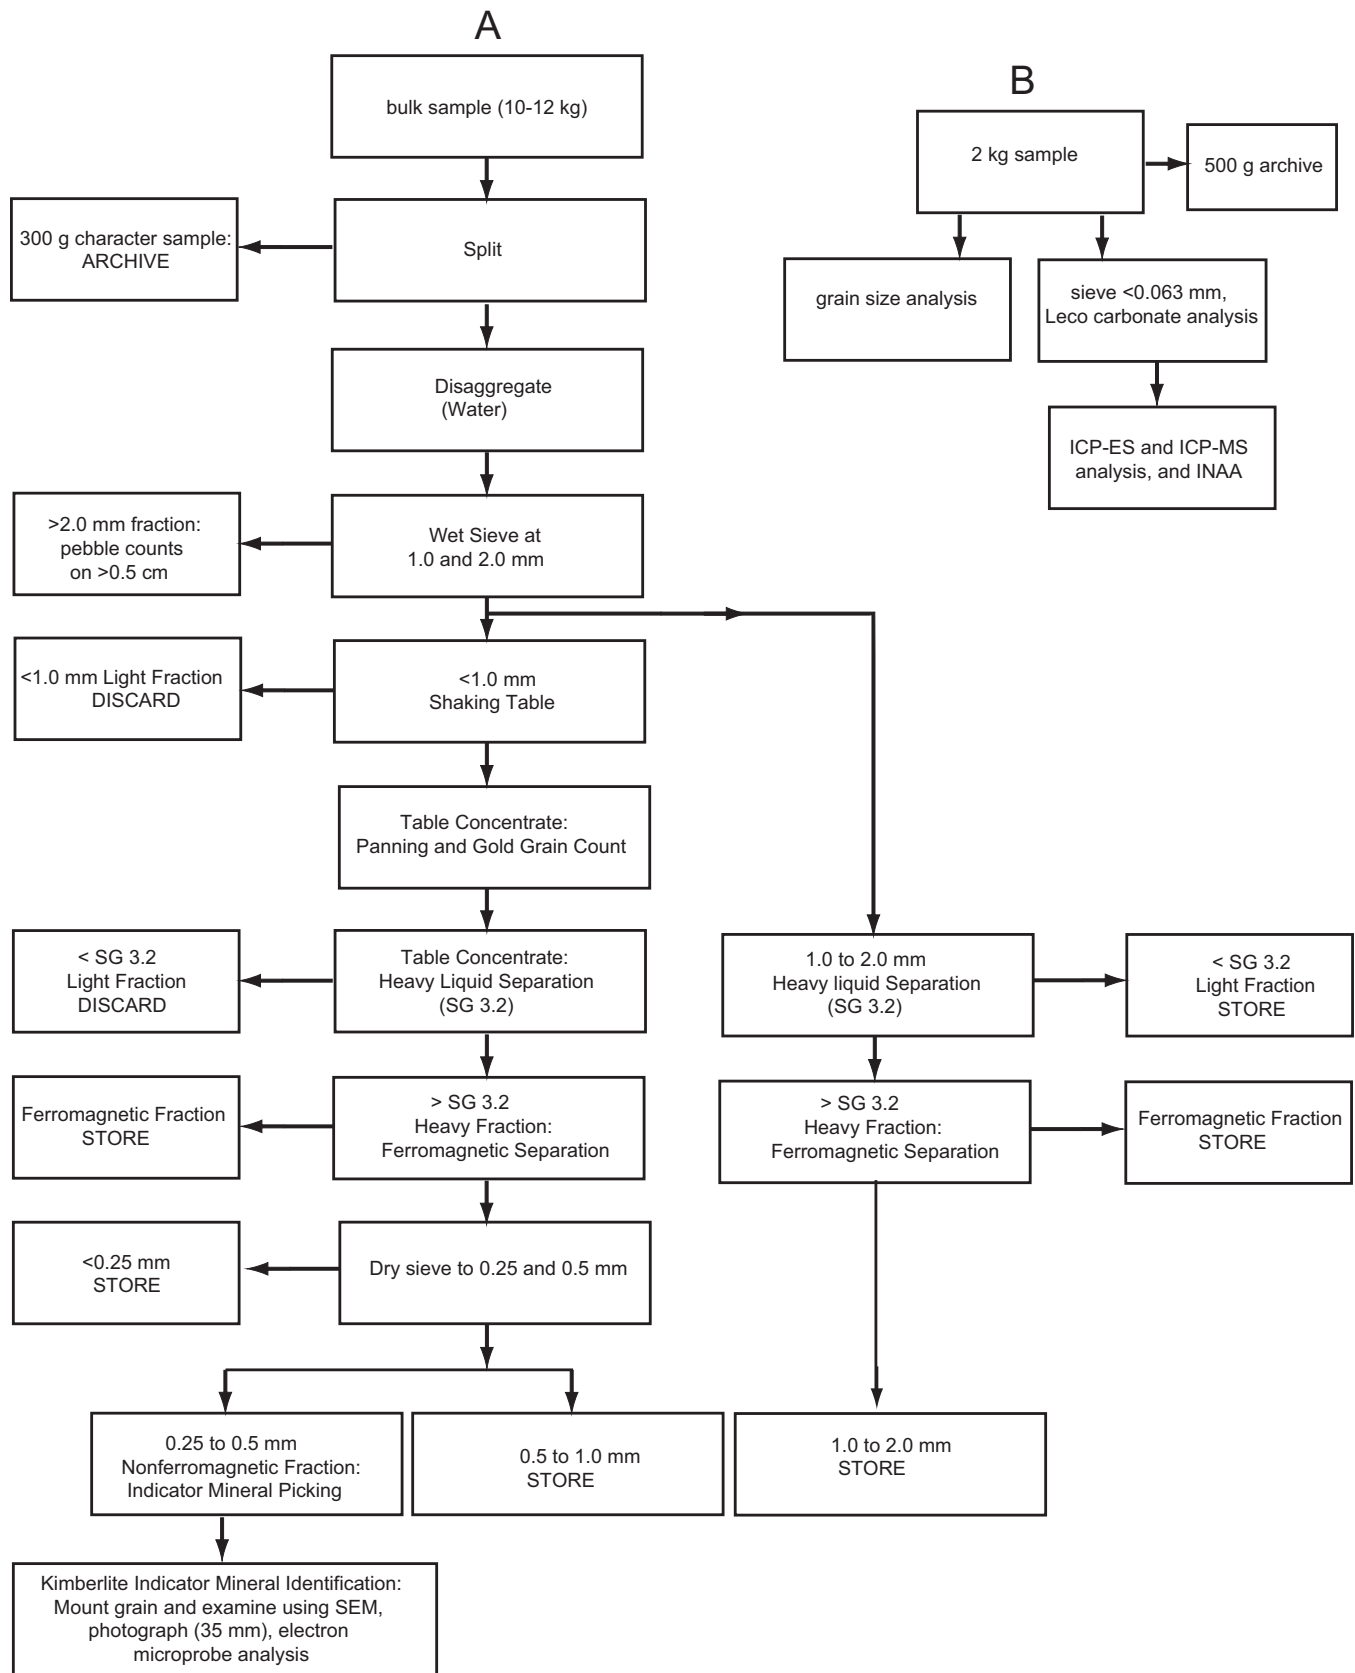 A
bulk sample (10-12 kg)
B
2 kg sample
500 g archive
300 g character sample:
ARCHIVE
Split
grain size analysis
sieve <0.063 mm,
Leco carbonate analysis
Disaggregate
(Water)
ICP-ES and ICP-MS
analysis, and INAA
>2.0 mm fraction:
pebble counts
on >0.5 cm
Wet Sieve at
1.0 and 2.0 mm
<1.0 mm Light Fraction
DISCARD
<1.0 mm
Shaking Table
Table Concentrate:
Panning and Gold Grain Count
< SG 3.2
Light Fraction
DISCARD
Table Concentrate:
Heavy Liquid Separation
(SG 3.2)
1.0 to 2.0 mm
Heavy liquid Separation
(SG 3.2)
< SG 3.2
Light Fraction
STORE
Ferromagnetic Fraction
STORE
> SG 3.2
Heavy Fraction:
Ferromagnetic Separation
> SG 3.2
Heavy Fraction:
Ferromagnetic Separation
Ferromagnetic Fraction
STORE
<0.25 mm
STORE
Dry sieve to 0.25 and 0.5 mm
0.25 to 0.5 mm
Nonferromagnetic Fraction:
Indicator Mineral Picking
0.5 to 1.0 mm
STORE
1.0 to 2.0 mm
STORE
Kimberlite Indicator Mineral Identification:
Mount grain and examine using SEM,
photograph (35 mm), electron
microprobe analysis